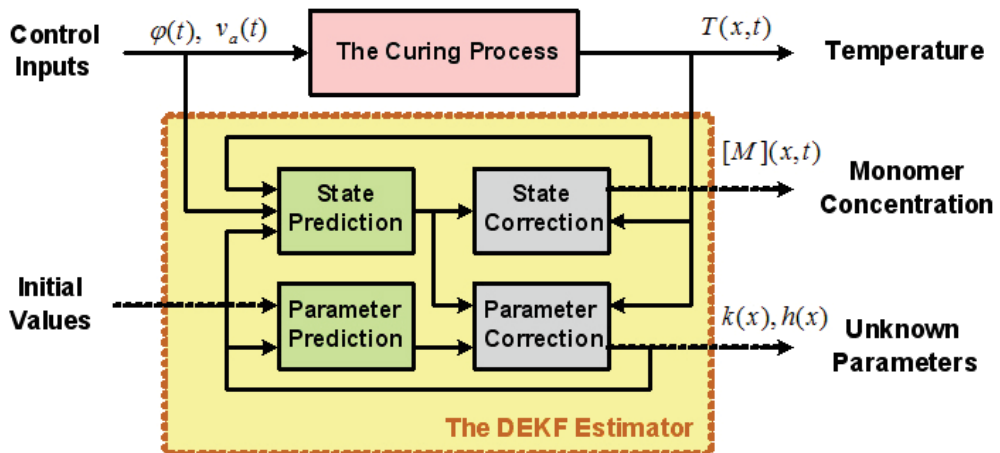 Control
Inputs
φ(t), v_a(t)
The Curing Process
T(x,t)
Temperature
[M](x,t)
Monomer
Concentration
State
Prediction
State
Correction
Initial
Values
Parameter
Prediction
Parameter
Correction
k(x), h(x)
Unknown
Parameters
The DEKF Estimator